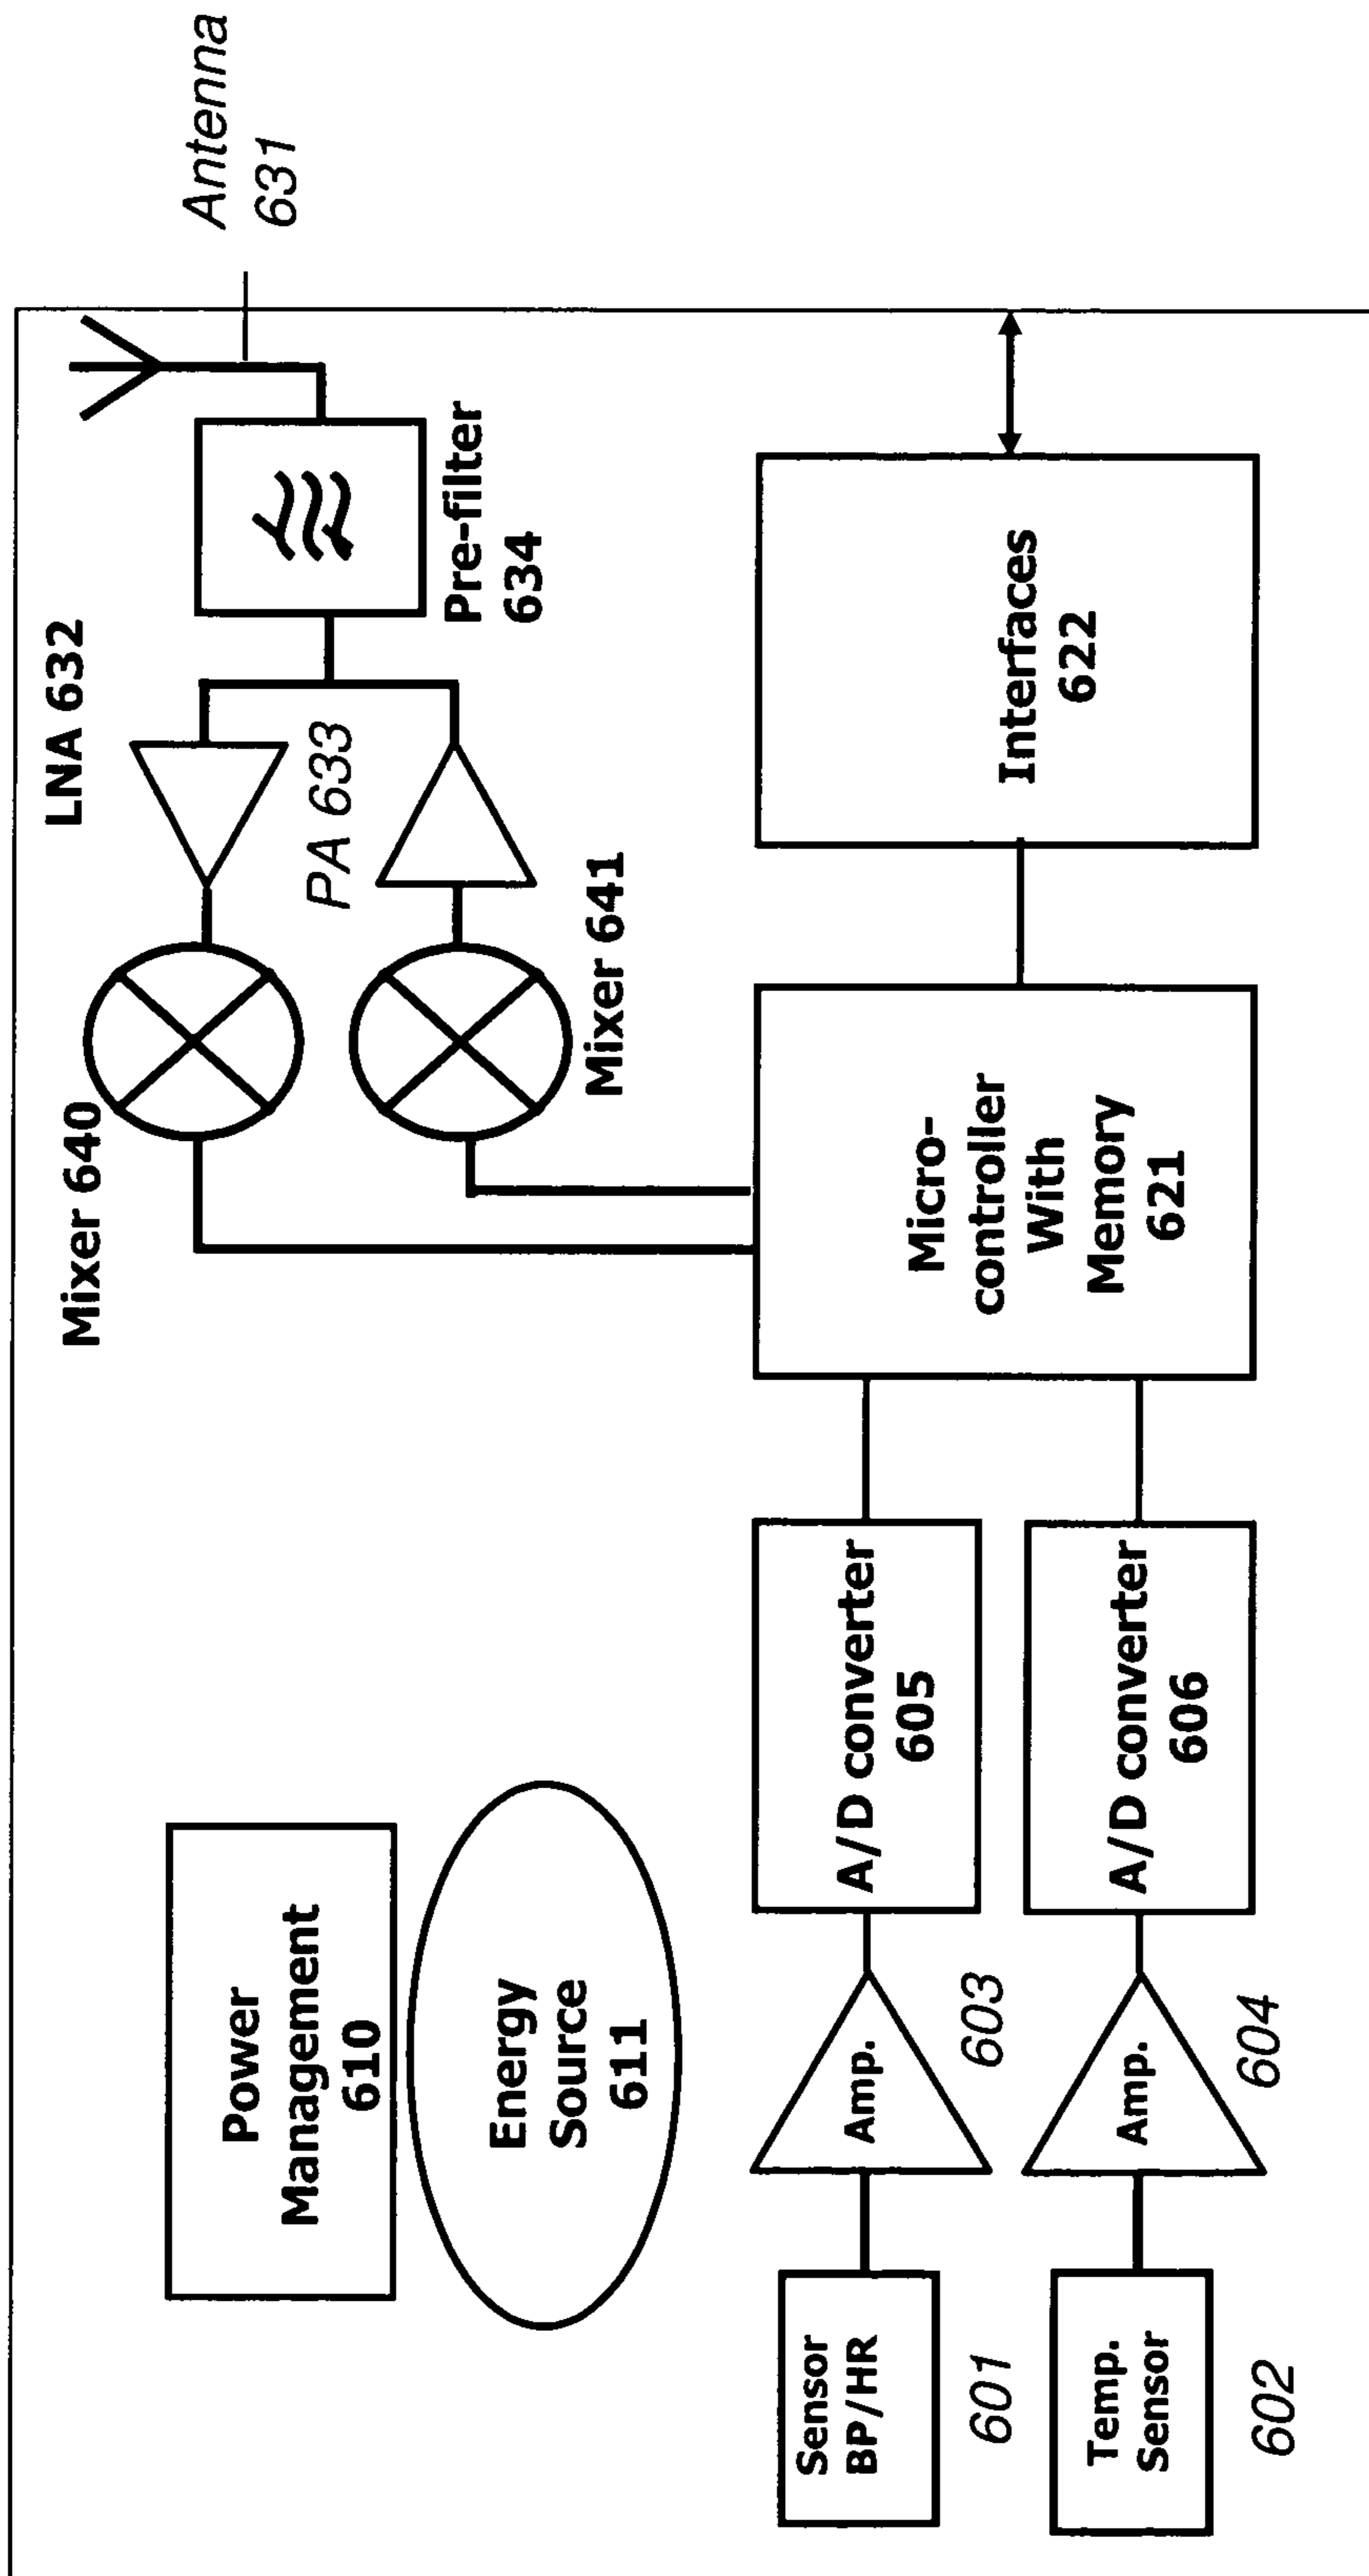 Antenna
631
LNA 632
Pre-filter
634
PA 633
Mixer 640
Mixer 641
Power
Management
610
Energy
Source
611
Sensor
BP/HR
601
Amp.
603
A/D converter
605
Temp.
Sensor
602
Amp.
604
A/D converter
606
Micro-
controller
With
Memory
621
Interfaces
622